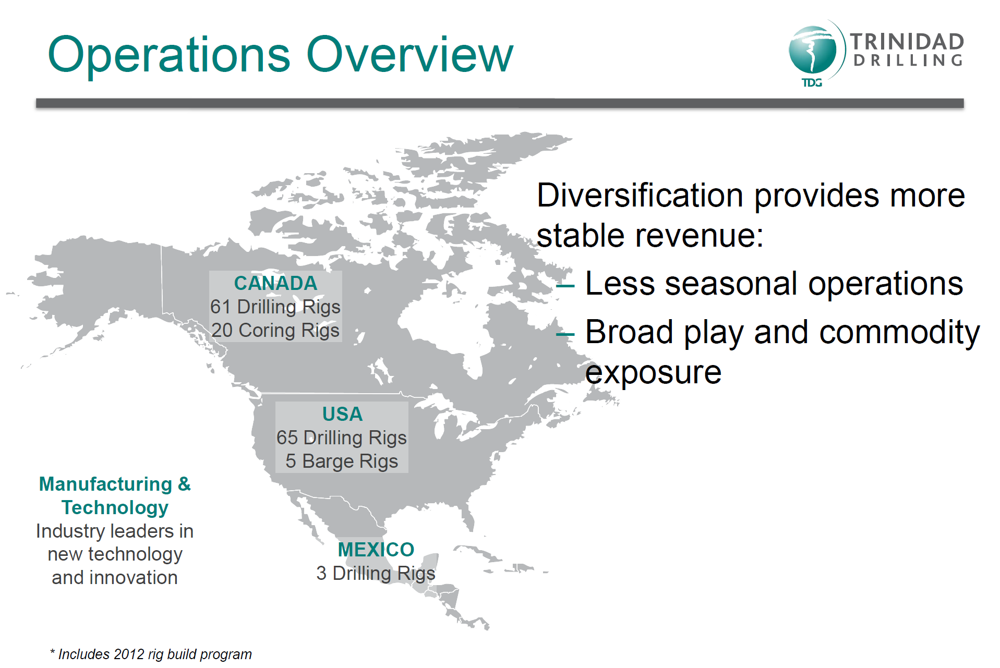 Operations Overview
TRINIDAD
DRILLING
TDG
Diversification provides more
stable revenue:
– Less seasonal operations
– Broad play and commodity
exposure
CANADA
61 Drilling Rigs
20 Coring Rigs
USA
65 Drilling Rigs
5 Barge Rigs
Manufacturing &
Technology
Industry leaders in
new technology
and innovation
MEXICO
3 Drilling Rigs
* Includes 2012 rig build program